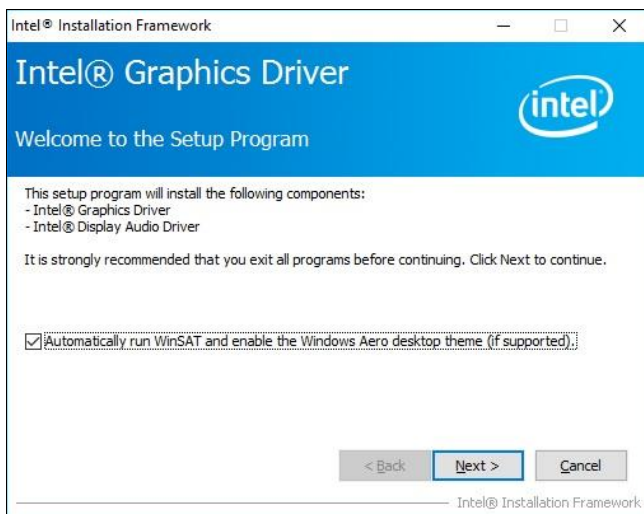 Intel® Installation Framework
Intel® Graphics Driver
intel
Welcome to the Setup Program
This setup program will install the following components:
- Intel® Graphics Driver
- Intel® Display Audio Driver
It is strongly recommended that you exit all programs before continuing. Click Next to continue.
Automatically run WinSAT and enable the Windows Aero desktop theme (if supported).
< Back Next > Cancel
Intel® Installation Framework